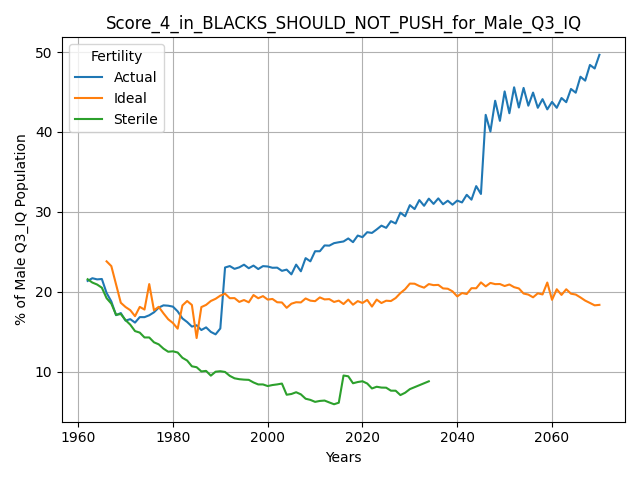 Score_4_in_BLACKS_SHOULD_NOT_PUSH_for_Male_Q3_IQ
Fertility
Actual
Ideal
Sterile
% of Male Q3_IQ Population
50
40
30
20
10
1960 1980 2000 2020 2040 2060
Years